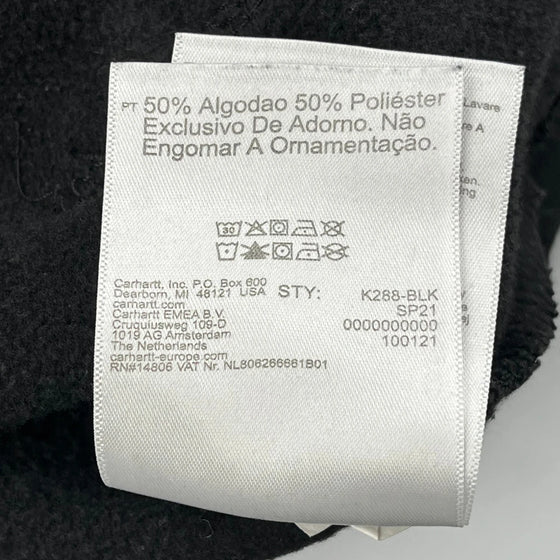 PT 50% Algodao 50% Poliéster
Exclusivo De Adorno. Não
Engomar A Ornamentação.
30
Carhartt, Inc. P.O. Box 600
Dearborn, MI 48121 USA
carhartt.com
Carhartt EMEA B.V.
Cruquiusweg 109-D
1019 AG Amsterdam
The Netherlands
carhartt-europe.com
RN#14806 VAT Nr. NL806266661B01
STY: K288-BLK
SP21
0000000000
100121
Lavare